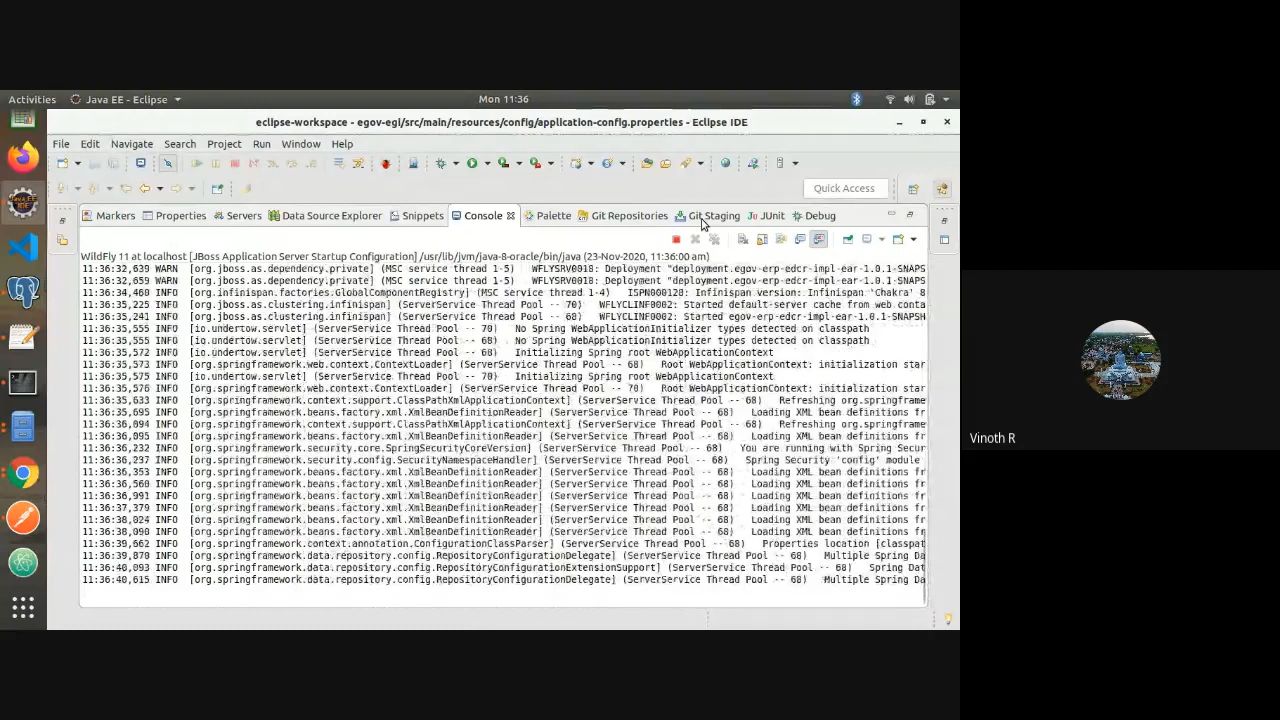 Activities Java EE - Eclipse Mon 11:36
eclipse-workspace - egov-egi/src/main/resources/config/application-config.properties - Eclipse IDE
File Edit Navigate Search Project Run Window Help
Quick Access
Markers Properties Servers Data Source Explorer Snippets Console Palette Git Repositories Git Staging JUnit Debug
WildFly 11 at localhost [JBoss Application Server Startup Configuration] /usr/lib/jvm/java-8-oracle/bin/java (23-Nov-2020, 11:36:00 am)
11:36:32,639 WARN [org.jboss.as.dependency.private] (MSC service thread 1-5) WFLYSRV0018: Deployment "deployment.egov-erp-edcr-impl-ear-1.0.1-SNAPS
11:36:32,659 WARN [org.jboss.as.dependency.private] (MSC service thread 1-5) WFLYSRV0018: Deployment "deployment.egov-erp-edcr-impl-ear-1.0.1-SNAPS
11:36:34,460 INFO [org.infinispan.factories.GlobalComponentRegistry] (MSC service thread 1-4) ISPN000128: Infinispan version: Infinispan 'Chakra' 8
11:36:35,225 INFO [org.jboss.as.clustering.infinispan] (ServerService Thread Pool -- 70) WFLYCLINF0002: Started default-server cache from web conta
11:36:35,241 INFO [org.jboss.as.clustering.infinispan] (ServerService Thread Pool -- 68) WFLYCLINF0002: Started egov-erp-edcr-impl-ear-1.0.1-SNAPSH
11:36:35,555 INFO [io.undertow.servlet] (ServerService Thread Pool -- 70) No Spring WebApplicationInitializer types detected on classpath
11:36:35,555 INFO [io.undertow.servlet] (ServerService Thread Pool -- 68) No Spring WebApplicationInitializer types detected on classpath
11:36:35,572 INFO [io.undertow.servlet] (ServerService Thread Pool -- 68) Initializing Spring root WebApplicationContext
11:36:35,573 INFO [org.springframework.web.context.ContextLoader] (ServerService Thread Pool -- 68) Root WebApplicationContext: initialization star
11:36:35,575 INFO [io.undertow.servlet] (ServerService Thread Pool -- 70) Initializing Spring root WebApplicationContext
11:36:35,576 INFO [org.springframework.web.context.ContextLoader] (ServerService Thread Pool -- 70) Root WebApplicationContext: initialization star
11:36:35,633 INFO [org.springframework.context.support.ClassPathXmlApplicationContext] (ServerService Thread Pool -- 68) Refreshing org.springframe
11:36:35,695 INFO [org.springframework.beans.factory.xml.XmlBeanDefinitionReader] (ServerService Thread Pool -- 68) Loading XML bean definitions fr
11:36:36,094 INFO [org.springframework.context.support.ClassPathXmlApplicationContext] (ServerService Thread Pool -- 68) Refreshing org.springframe
11:36:36,095 INFO [org.springframework.beans.factory.xml.XmlBeanDefinitionReader] (ServerService Thread Pool -- 68) Loading XML bean definitions fr
11:36:36,232 INFO [org.springframework.security.core.SpringSecurityCoreVersion] (ServerService Thread Pool -- 68) You are running with Spring Secur
11:36:36,237 INFO [org.springframework.security.config.SecurityNamespaceHandler] (ServerService Thread Pool -- 68) Spring Security 'config' module
11:36:36,353 INFO [org.springframework.beans.factory.xml.XmlBeanDefinitionReader] (ServerService Thread Pool -- 68) Loading XML bean definitions fr
11:36:36,560 INFO [org.springframework.beans.factory.xml.XmlBeanDefinitionReader] (ServerService Thread Pool -- 68) Loading XML bean definitions fr
11:36:36,991 INFO [org.springframework.beans.factory.xml.XmlBeanDefinitionReader] (ServerService Thread Pool -- 68) Loading XML bean definitions fr
11:36:37,379 INFO [org.springframework.beans.factory.xml.XmlBeanDefinitionReader] (ServerService Thread Pool -- 68) Loading XML bean definitions fr
11:36:38,024 INFO [org.springframework.beans.factory.xml.XmlBeanDefinitionReader] (ServerService Thread Pool -- 68) Loading XML bean definitions fr
11:36:38,090 INFO [org.springframework.beans.factory.xml.XmlBeanDefinitionReader] (ServerService Thread Pool -- 68) Loading XML bean definitions fr
11:36:39,662 INFO [org.springframework.context.annotation.ConfigurationClassParser] (ServerService Thread Pool -- 68) Properties location [classpat
11:36:39,870 INFO [org.springframework.data.repository.config.RepositoryConfigurationDelegate] (ServerService Thread Pool -- 68) Multiple Spring Da
11:36:40,093 INFO [org.springframework.data.repository.config.RepositoryConfigurationExtensionSupport] (ServerService Thread Pool -- 68) Spring Dat
11:36:40,615 INFO [org.springframework.data.repository.config.RepositoryConfigurationDelegate] (ServerService Thread Pool -- 68) Multiple Spring Da
Vinoth R